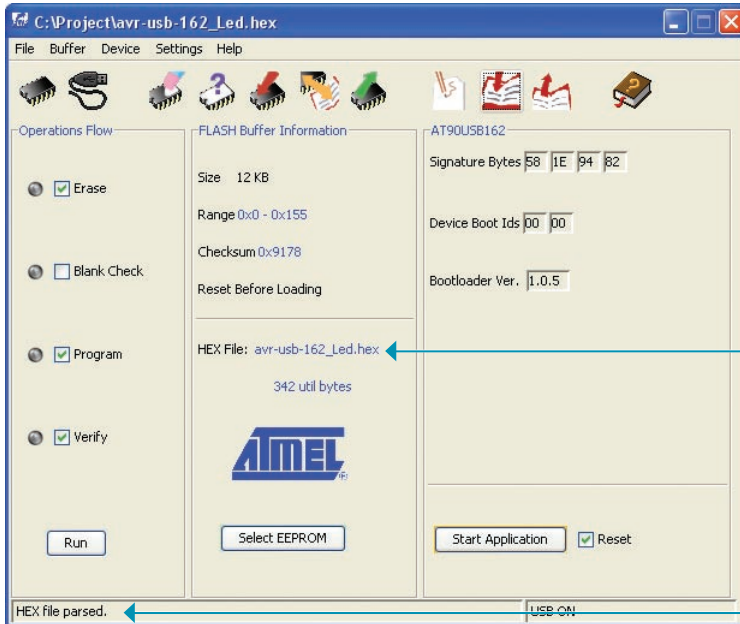 C:\Project\avr-usb-162_Led.hex
File Buffer Device Settings Help
Operations Flow
Erase
Blank Check
Program
Verify
Run
FLASH Buffer Information
Size 12 KB
Range 0x0 - 0x155
Checksum 0x9178
Reset Before Loading
HEX File: avr-usb-162_Led.hex
342 util bytes
ATMEL
Select EEPROM
AT90USB162
Signature Bytes 58 1E 94 82
Device Boot Ids 00 00
Bootloader Ver. 1.0.5
Start Application Reset
HEX file parsed. USB ON